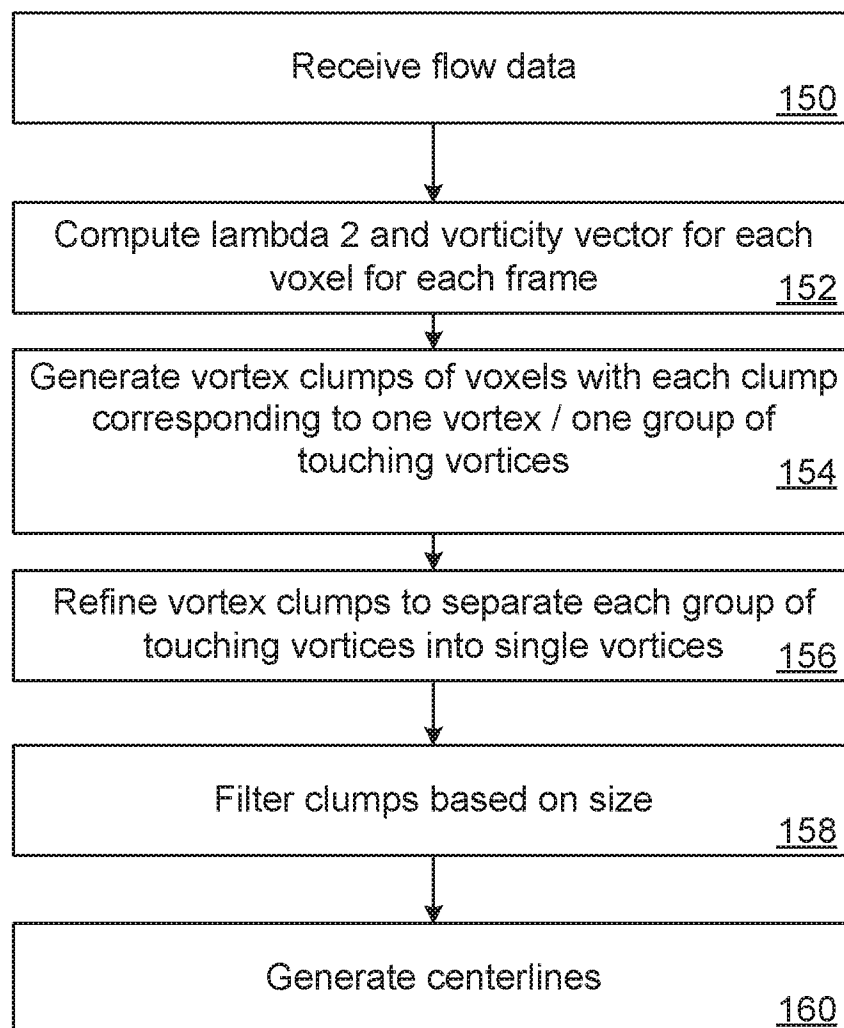 Receive flow data
150
Compute lambda 2 and vorticity vector for each
voxel for each frame
152
Generate vortex clumps of voxels with each clump
corresponding to one vortex / one group of
touching vortices
154
Refine vortex clumps to separate each group of
touching vortices into single vortices
156
Filter clumps based on size
158
Generate centerlines
160